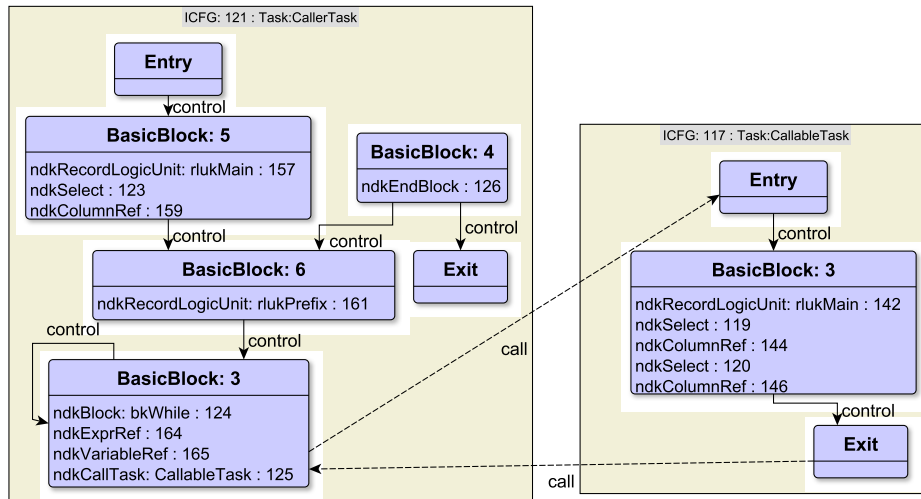 ICFG: 121 : Task:CallerTask
Entry
control
BasicBlock: 5
ndkRecordLogicUnit: rlukMain : 157
ndkSelect : 123
ndkColumnRef : 159
BasicBlock: 4
ndkEndBlock : 126
control
control
control
BasicBlock: 6
ndkRecordLogicUnit: rlukPrefix : 161
Exit
control
control
BasicBlock: 3
ndkBlock: bkWhile : 124
ndkExprRef : 164
ndkVariableRef : 165
ndkCallTask: CallableTask : 125
call
call
ICFG: 117 : Task:CallableTask
Entry
control
BasicBlock: 3
ndkRecordLogicUnit: rlukMain : 142
ndkSelect : 119
ndkColumnRef : 144
ndkSelect : 120
ndkColumnRef : 146
control
Exit